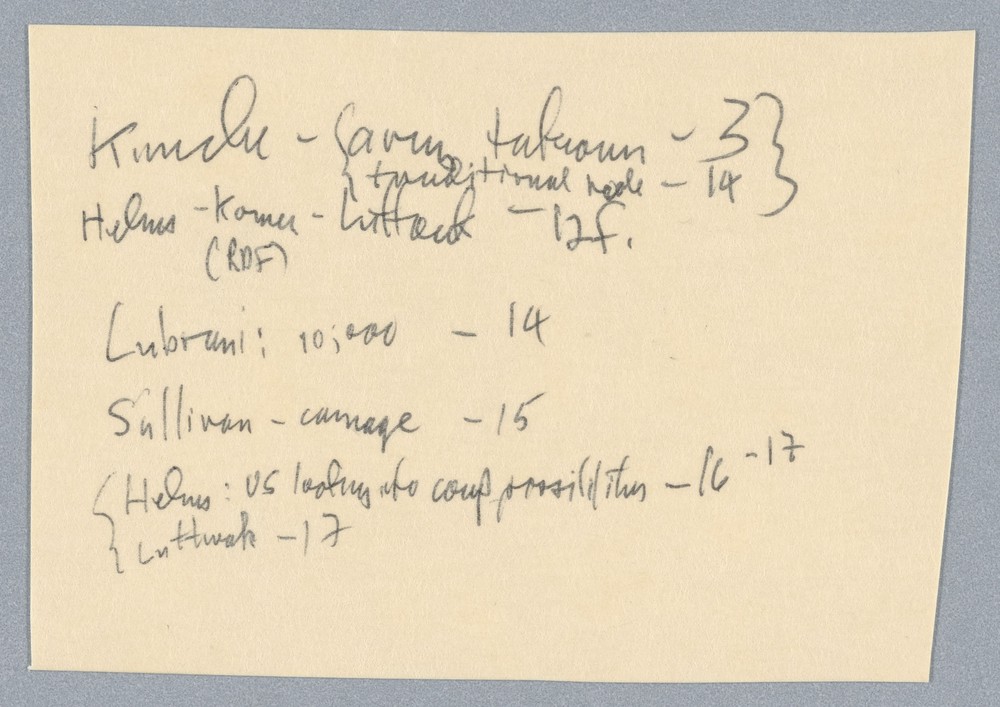 Kimche - { arms takeover - 3 }
{ traditional role - 14
Helms - Komer - Luttwak - 12f.
(RDF)
Lubrani: 10,000 - 14
Sullivan - carnage - 15
{ Helms: US looking into coup possibilities - 16-17
Luttwak - 17